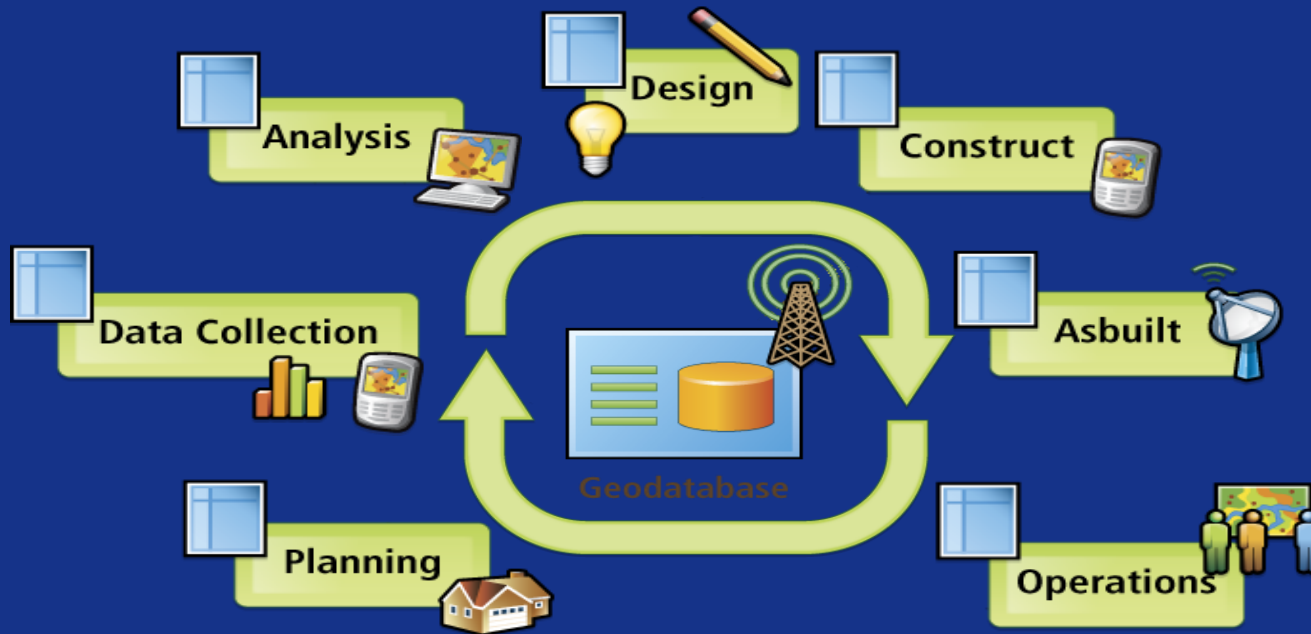 Design
Analysis
Construct
Data Collection
Asbuilt
Geodatabase
Planning
Operations